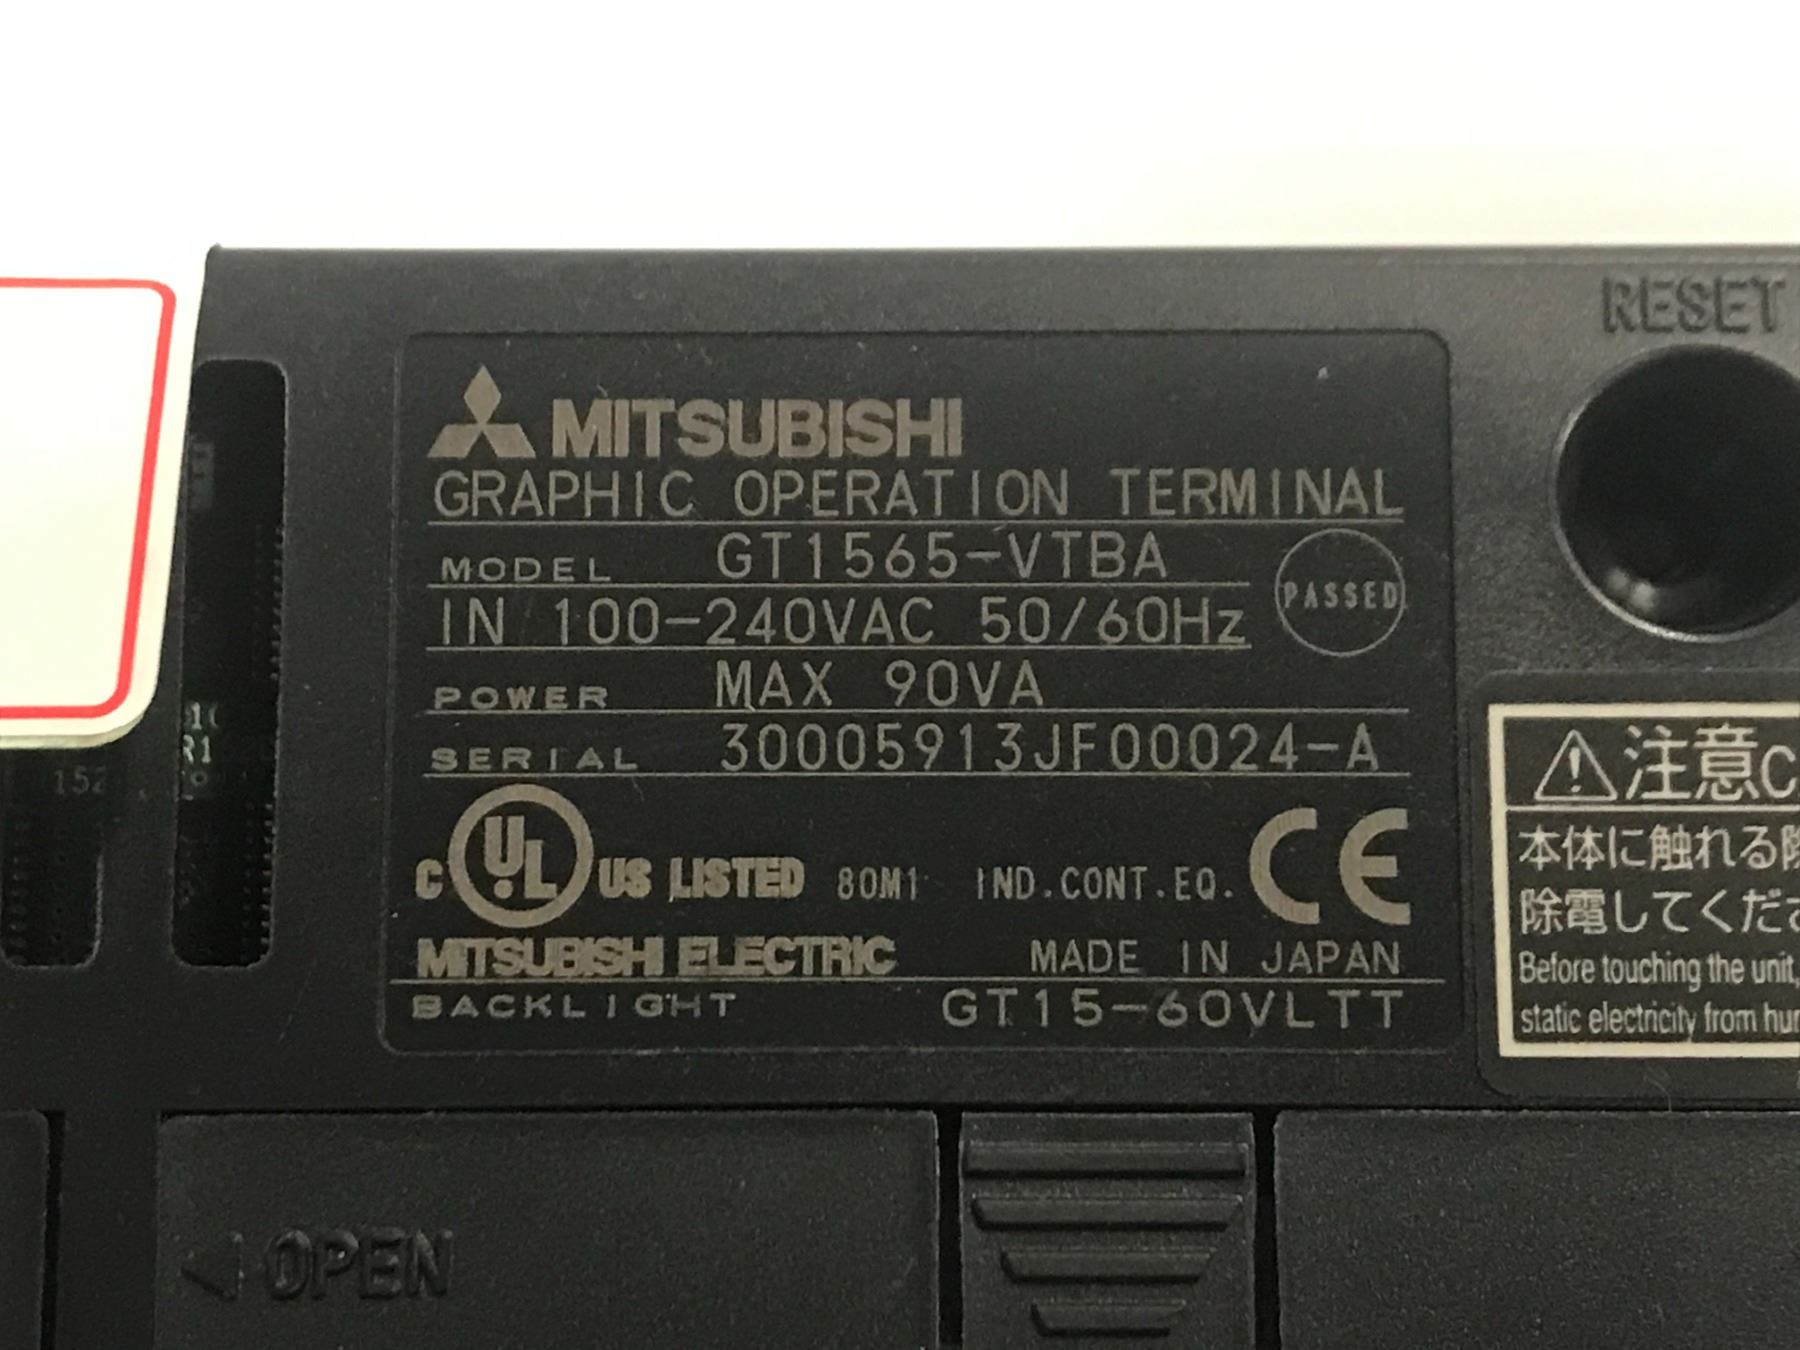 RESET
MITSUBISHI
GRAPHIC OPERATION TERMINAL
MODEL GT1565-VTBA
PASSED
IN 100-240VAC 50/60Hz
POWER MAX 90VA
SERIAL 30005913JF00024-A
C UL US LISTED 80M1 IND.CONT.EQ. CE
MITSUBISHI ELECTRIC MADE IN JAPAN
BACKLIGHT GT15-60VLTT
注意C
本体に触れる
除電してくだ
Before touching the unit,
static electricity from
152
R1
OPEN